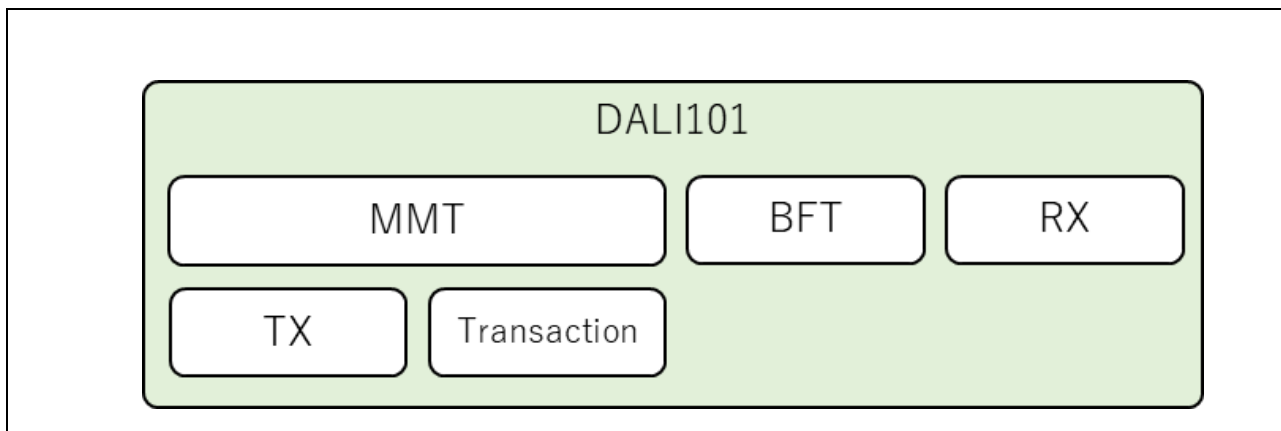 DALI101
MMT
BFT
RX
TX
Transaction